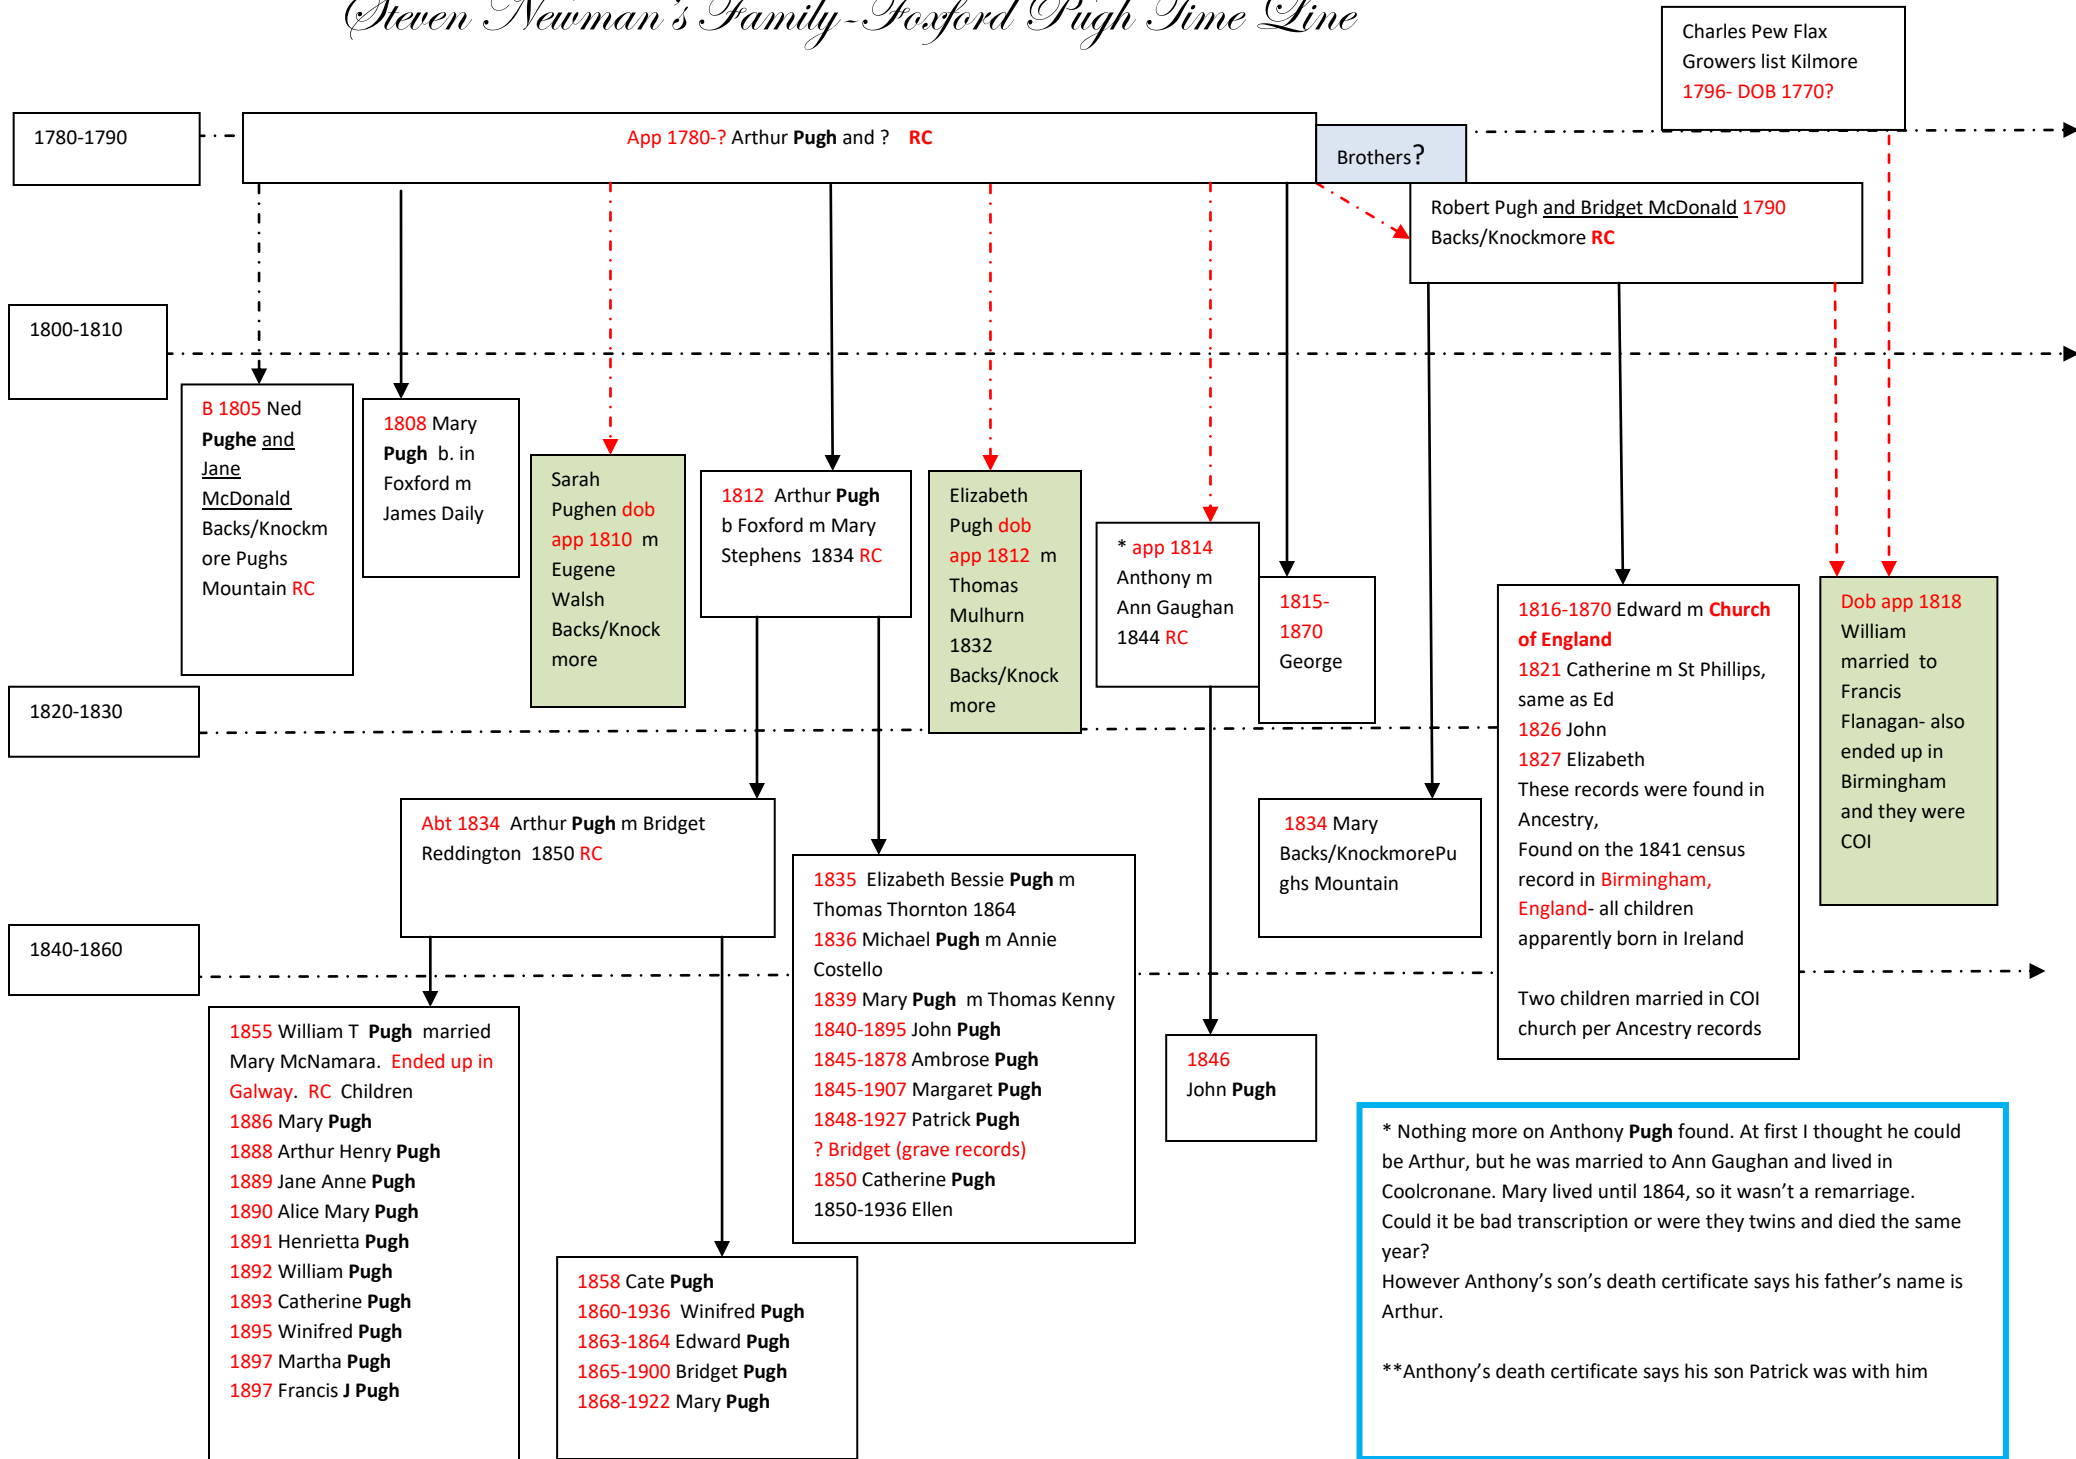 Steven Newman's Family-Foxford Pugh Time Line
Charles Pew Flax
Growers list Kilmore
1796- DOB 1770?
1780-1790
App 1780-? Arthur Pugh and ? RC
Brothers?
Robert Pugh and Bridget McDonald 1790
Backs/Knockmore RC
1800-1810
B 1805 Ned
Pughe and
Jane
McDonald
Backs/Knockm
ore Pughs
Mountain RC
1808 Mary
Pugh b. in
Foxford m
James Daily
Sarah
Pughen dob
app 1810 m
Eugene
Walsh
Backs/Knock
more
1812 Arthur Pugh
b Foxford m Mary
Stephens 1834 RC
Elizabeth
Pugh dob
app 1812 m
Thomas
Mulhurn
1832
Backs/Knock
more
* app 1814
Anthony m
Ann Gaughan
1844 RC
1815-
1870
George
1816-1870 Edward m Church
of England
1821 Catherine m St Phillips,
same as Ed
1826 John
1827 Elizabeth
These records were found in
Ancestry,
Found on the 1841 census
record in Birmingham,
England- all children
apparently born in Ireland
Two children married in COI
church per Ancestry records
Dob app 1818
William
married to
Francis
Flanagan- also
ended up in
Birmingham
and they were
COI
1820-1830
Abt 1834 Arthur Pugh m Bridget
Reddington 1850 RC
1835 Elizabeth Bessie Pugh m
Thomas Thornton 1864
1836 Michael Pugh m Annie
Costello
1839 Mary Pugh m Thomas Kenny
1840-1895 John Pugh
1845-1878 Ambrose Pugh
1845-1907 Margaret Pugh
1848-1927 Patrick Pugh
? Bridget (grave records)
1850 Catherine Pugh
1850-1936 Ellen
1834 Mary
Backs/KnockmorePu
ghs Mountain
1840-1860
1855 William T Pugh married
Mary McNamara. Ended up in
Galway. RC Children
1886 Mary Pugh
1888 Arthur Henry Pugh
1889 Jane Anne Pugh
1890 Alice Mary Pugh
1891 Henrietta Pugh
1892 William Pugh
1893 Catherine Pugh
1895 Winifred Pugh
1897 Martha Pugh
1897 Francis J Pugh
1858 Cate Pugh
1860-1936 Winifred Pugh
1863-1864 Edward Pugh
1865-1900 Bridget Pugh
1868-1922 Mary Pugh
1846
John Pugh
* Nothing more on Anthony Pugh found. At first I thought he could
be Arthur, but he was married to Ann Gaughan and lived in
Coolcronane. Mary lived until 1864, so it wasn't a remarriage.
Could it be bad transcription or were they twins and died the same
year?
However Anthony's son's death certificate says his father's name is
Arthur.
**Anthony's death certificate says his son Patrick was with him